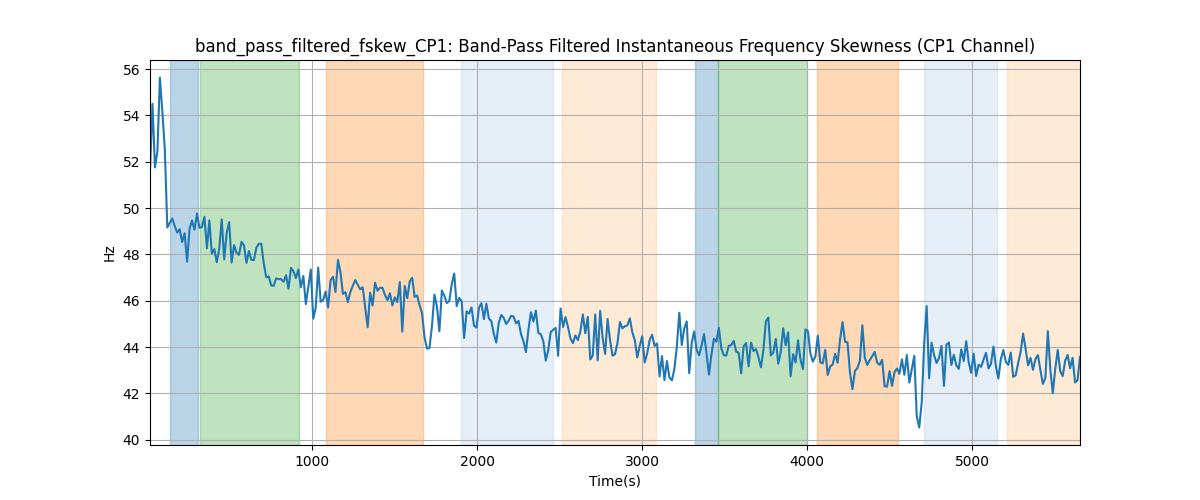 band_pass_filtered_fskew_CP1: Band-Pass Filtered Instantaneous Frequency Skewness (CP1 Channel)
56
54
52
50
48
46
44
42
40
Hz
1000 2000 3000 4000 5000
Time(s)